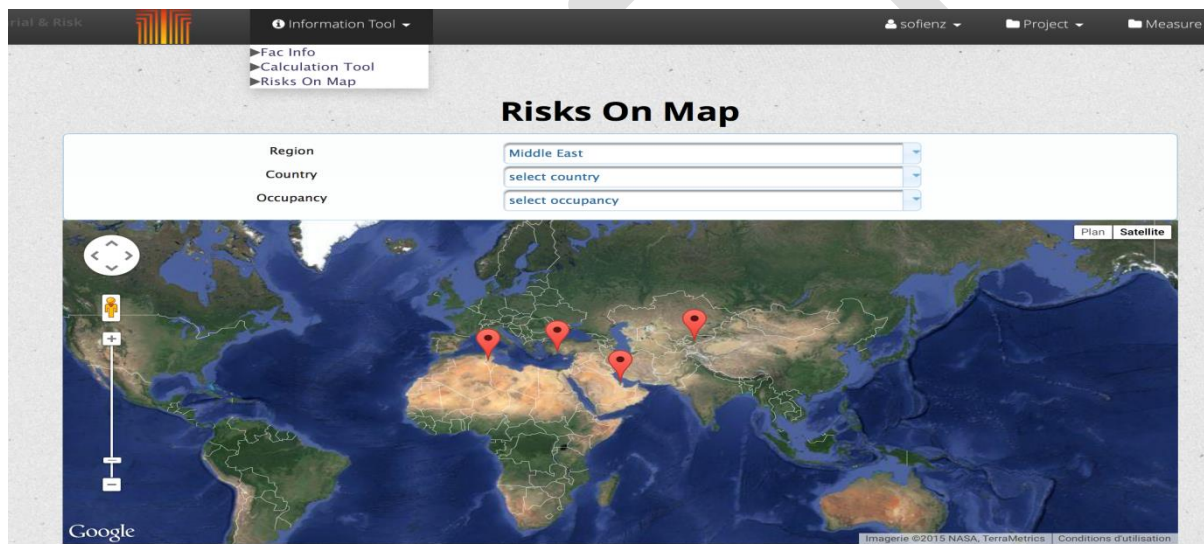 rial & Risk
Information Tool
sofienz
Project
Measure
Fac Info
Calculation Tool
Risks On Map
Risks On Map
Region
Middle East
Country
select country
Occupancy
select occupancy
Plan
Satellite
Google
Imagerie ©2015 NASA, TerraMetrics
Conditions d'utilisation